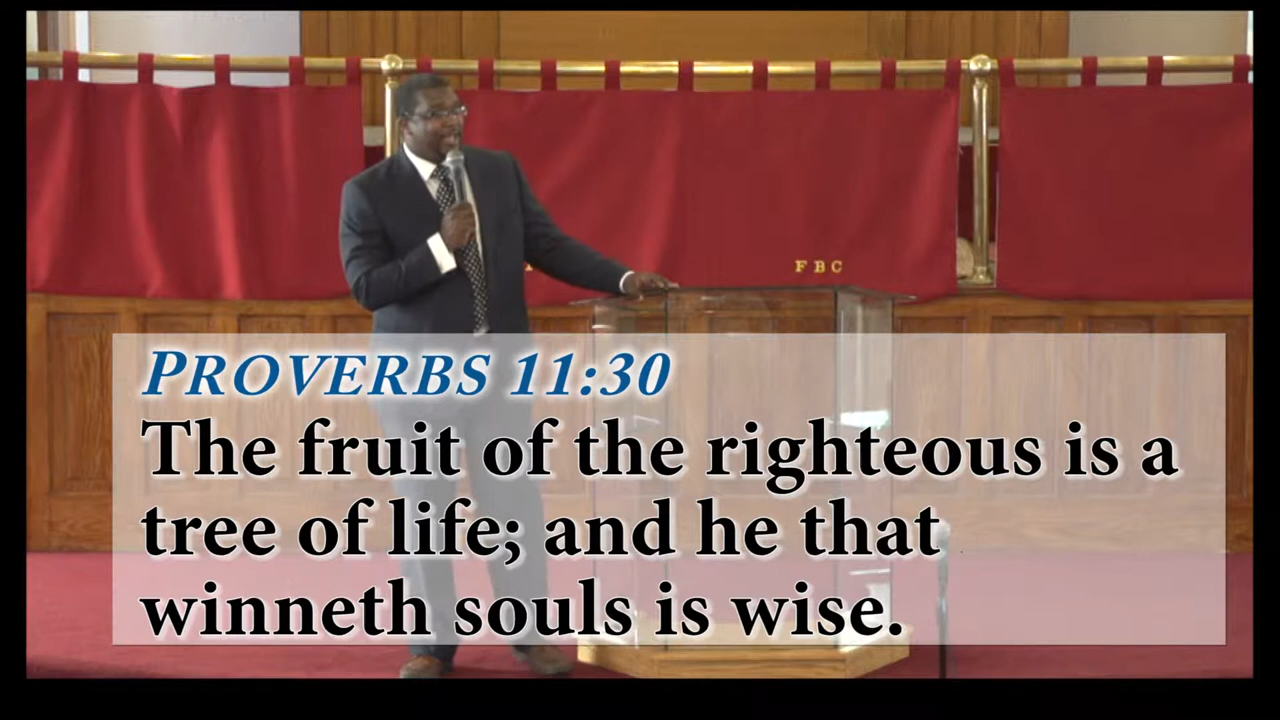 FBC
PROVERBS 11:30
The fruit of the righteous is a
tree of life; and he that
winneth souls is wise.